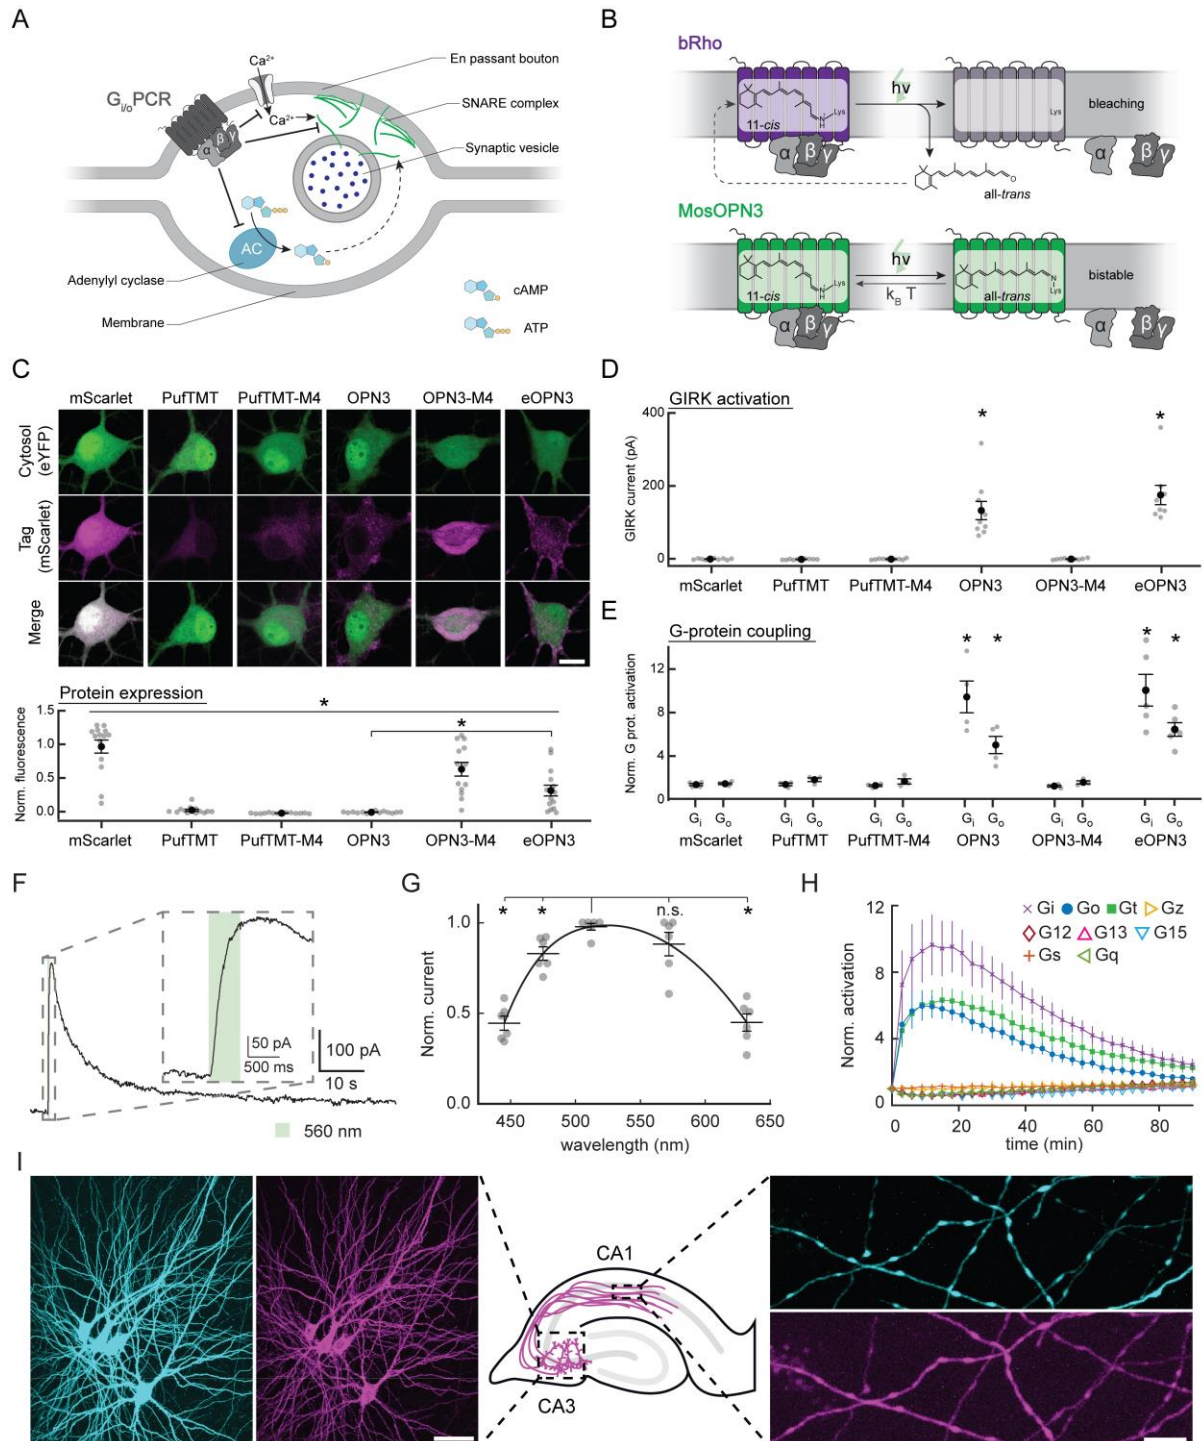 A
Ca²⁺
Gi/oPCR
Ca²⁺
α
β
γ
AC
En passant bouton
SNARE complex
Synaptic vesicle
Adenylyl cyclase
Membrane
cAMP
ATP
B
bRho
11-cis
N
H
Lys
hν
Lys
bleaching
α
β
γ
α
β
γ
O
all-trans
MosOPN3
11-cis
N
H
Lys
hν
kB T
all-trans
N
Lys
bistable
α
β
γ
α
β
γ
C
mScarlet PufTMT PufTMT-M4 OPN3 OPN3-M4 eOPN3
Cytosol
(eYFP)
Tag
(mScarlet)
Merge
Protein expression
*
*
Norm. fluorescence
1.5
1.0
0.5
0.0
mScarlet PufTMT PufTMT-M4 OPN3 OPN3-M4 eOPN3
D
GIRK activation
GIRK current (pA)
400
200
0
* *
mScarlet PufTMT PufTMT-M4 OPN3 OPN3-M4 eOPN3
E
G-protein coupling
Norm. G prot. activation
12
8
4
0
* * * *
Gi Go Gi Go Gi Go Gi Go Gi Go Gi Go
mScarlet PufTMT PufTMT-M4 OPN3 OPN3-M4 eOPN3
F
50 pA
500 ms
100 pA
10 s
560 nm
G
Norm. current
1.0
0.5
0.0
* * n.s. *
450 500 550 600 650
wavelength (nm)
H
Norm. activation
12
8
4
0
Gi Go Gt Gz
G12 G13 G15
Gs Gq
0 20 40 60 80
time (min)
I
CA1
CA3